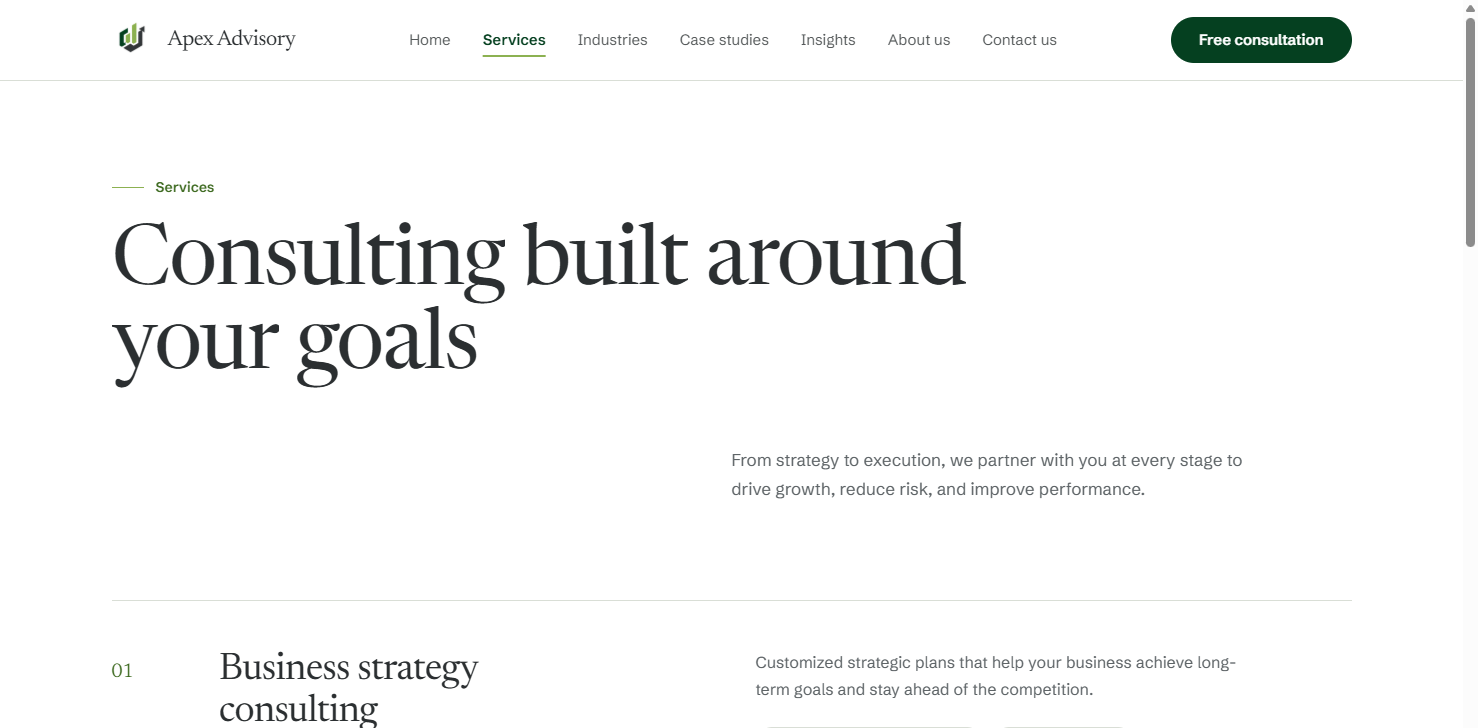 Apex Advisory
Home
Services
Industries
Case studies
Insights
About us
Contact us
Free consultation
Services
Consulting built around
your goals
From strategy to execution, we partner with you at every stage to
drive growth, reduce risk, and improve performance.
01
Business strategy
consulting
Customized strategic plans that help your business achieve long-
term goals and stay ahead of the competition.